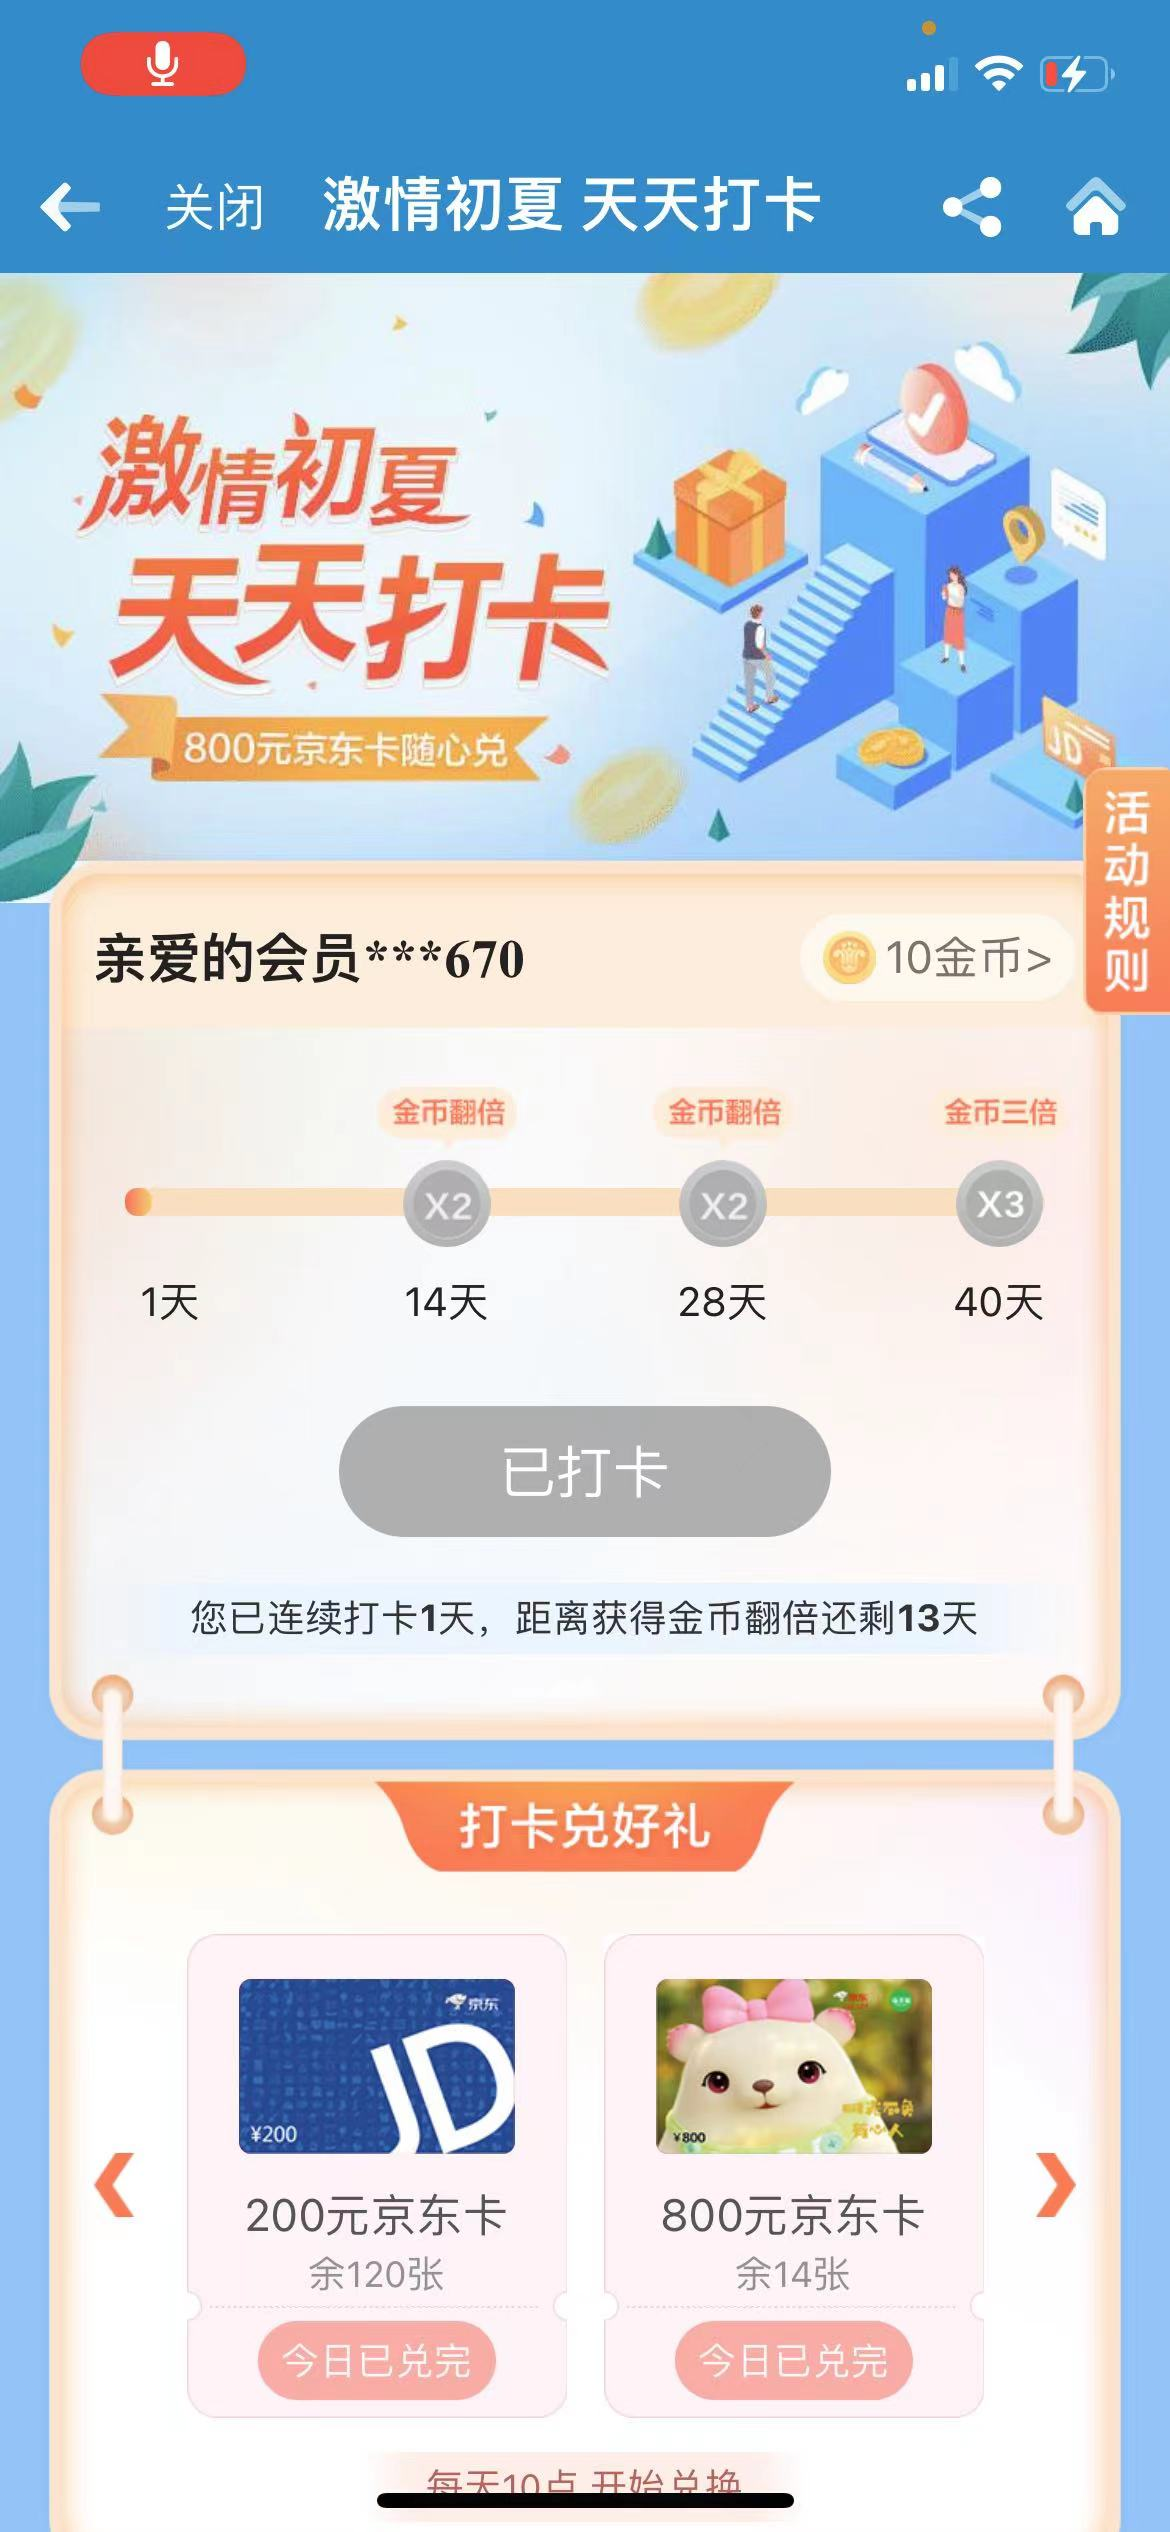 关闭
激情初夏 天天打卡
激情初夏
天天打卡
800元京东卡随心兑
JD
活动规则
亲爱的会员***670
10金币>
金币翻倍
金币翻倍
金币三倍
X2
X2
X3
1天
14天
28天
40天
已打卡
您已连续打卡1天，距离获得金币翻倍还剩13天
打卡兑好礼
京东
JD
¥200
京东
¥800
200元京东卡
800元京东卡
余120张
余14张
今日已兑完
今日已兑完
每天10点 开始兑换